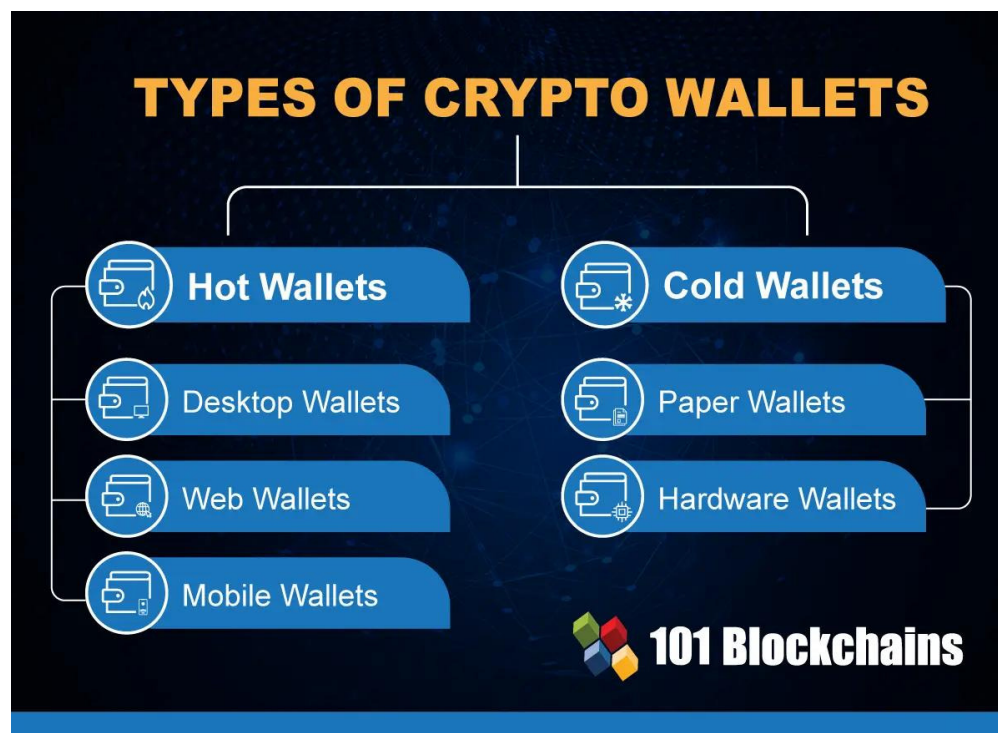 TYPES OF CRYPTO WALLETS
Hot Wallets
Desktop Wallets
Web Wallets
Mobile Wallets
Cold Wallets
Paper Wallets
Hardware Wallets
101 Blockchains